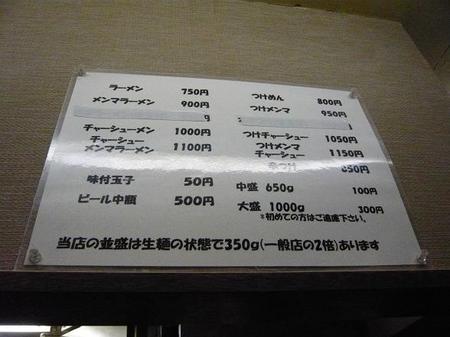 ラーメン 750円
メンマラーメン 900円
チャーシューメン 1000円
チャーシュー
メンマラーメン 1100円
味付玉子 50円
ビール中瓶 500円
つけめん 800円
つけメンマ 950円
つけチャーシュー 1050円
つけメンマ
チャーシュー 1150円
850円
中盛 650g 100円
大盛 1000g 300円
*初めての方はご遠慮下さい。
当店の並盛は生麺の状態で350g(一般店の2倍)あります